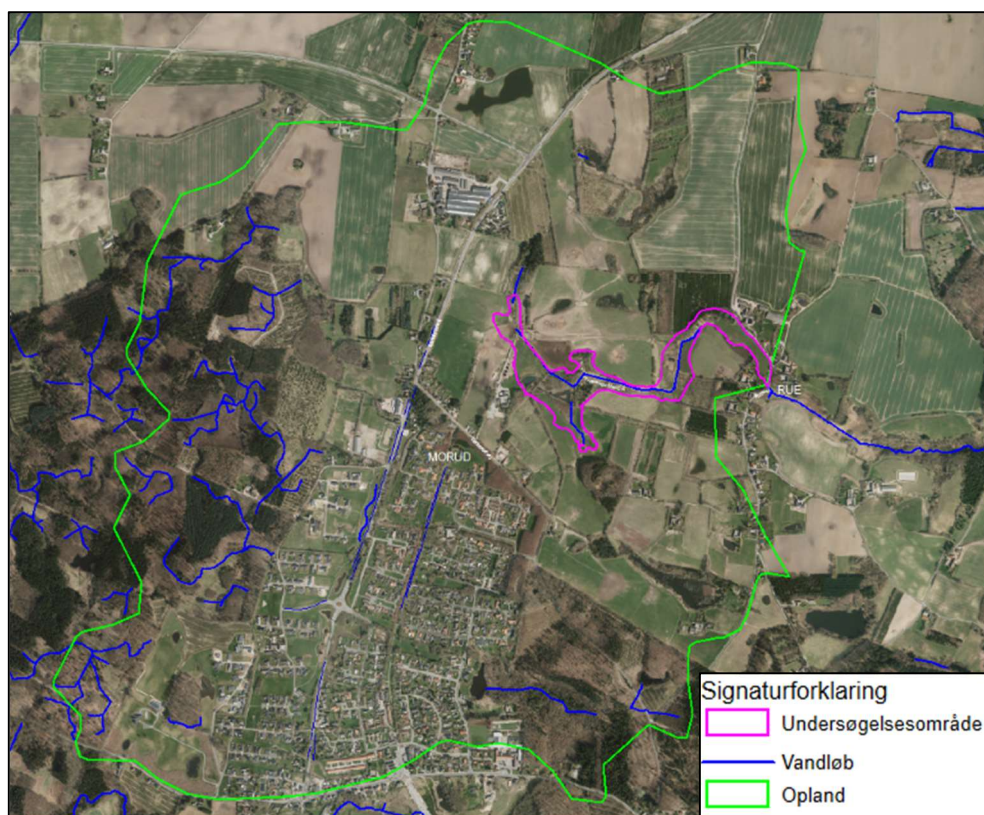 RUE
MORUD
Signaturforklaring
Undersøgelsesområde
Vandløb
Opland